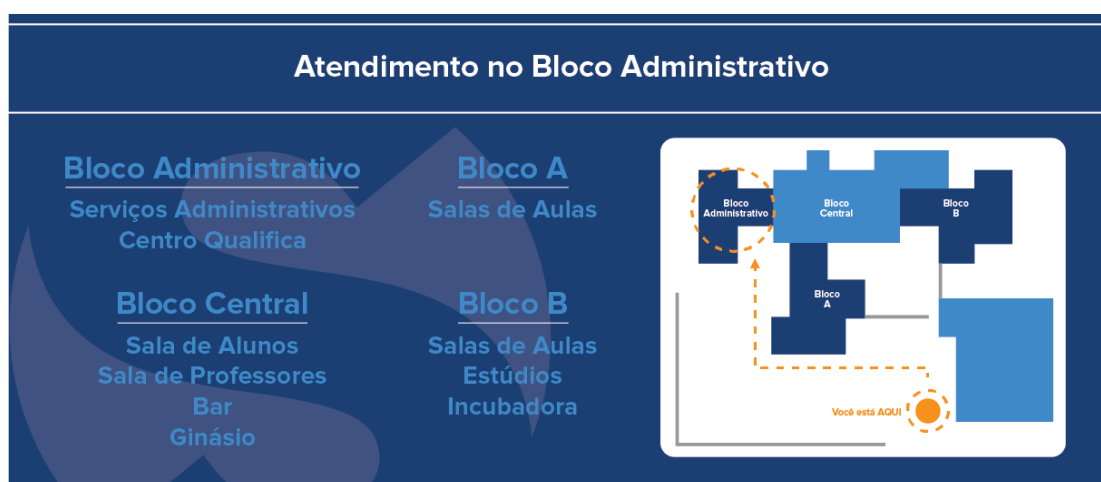 Atendimento no Bloco Administrativo
Bloco Administrativo
Serviços Administrativos
Centro Qualifica
Bloco A
Salas de Aulas
Bloco Central
Sala de Alunos
Sala de Professores
Bar
Ginásio
Bloco B
Salas de Aulas
Estúdios
Incubadora
Bloco
Administrativo
Bloco
Central
Bloco
B
Bloco
A
Você está AQUI